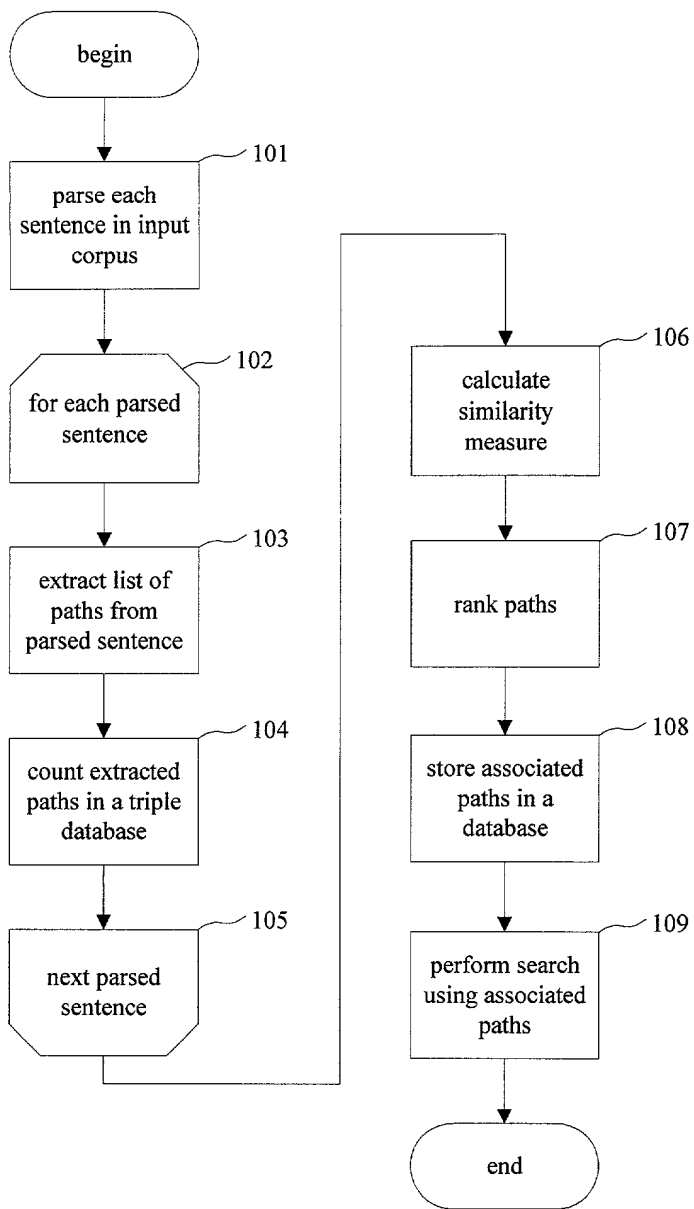 begin
101
parse each
sentence in input
corpus
102
for each parsed
sentence
103
extract list of
paths from
parsed sentence
104
count extracted
paths in a triple
database
105
next parsed
sentence
106
calculate
similarity
measure
107
rank paths
108
store associated
paths in a
database
109
perform search
using associated
paths
end